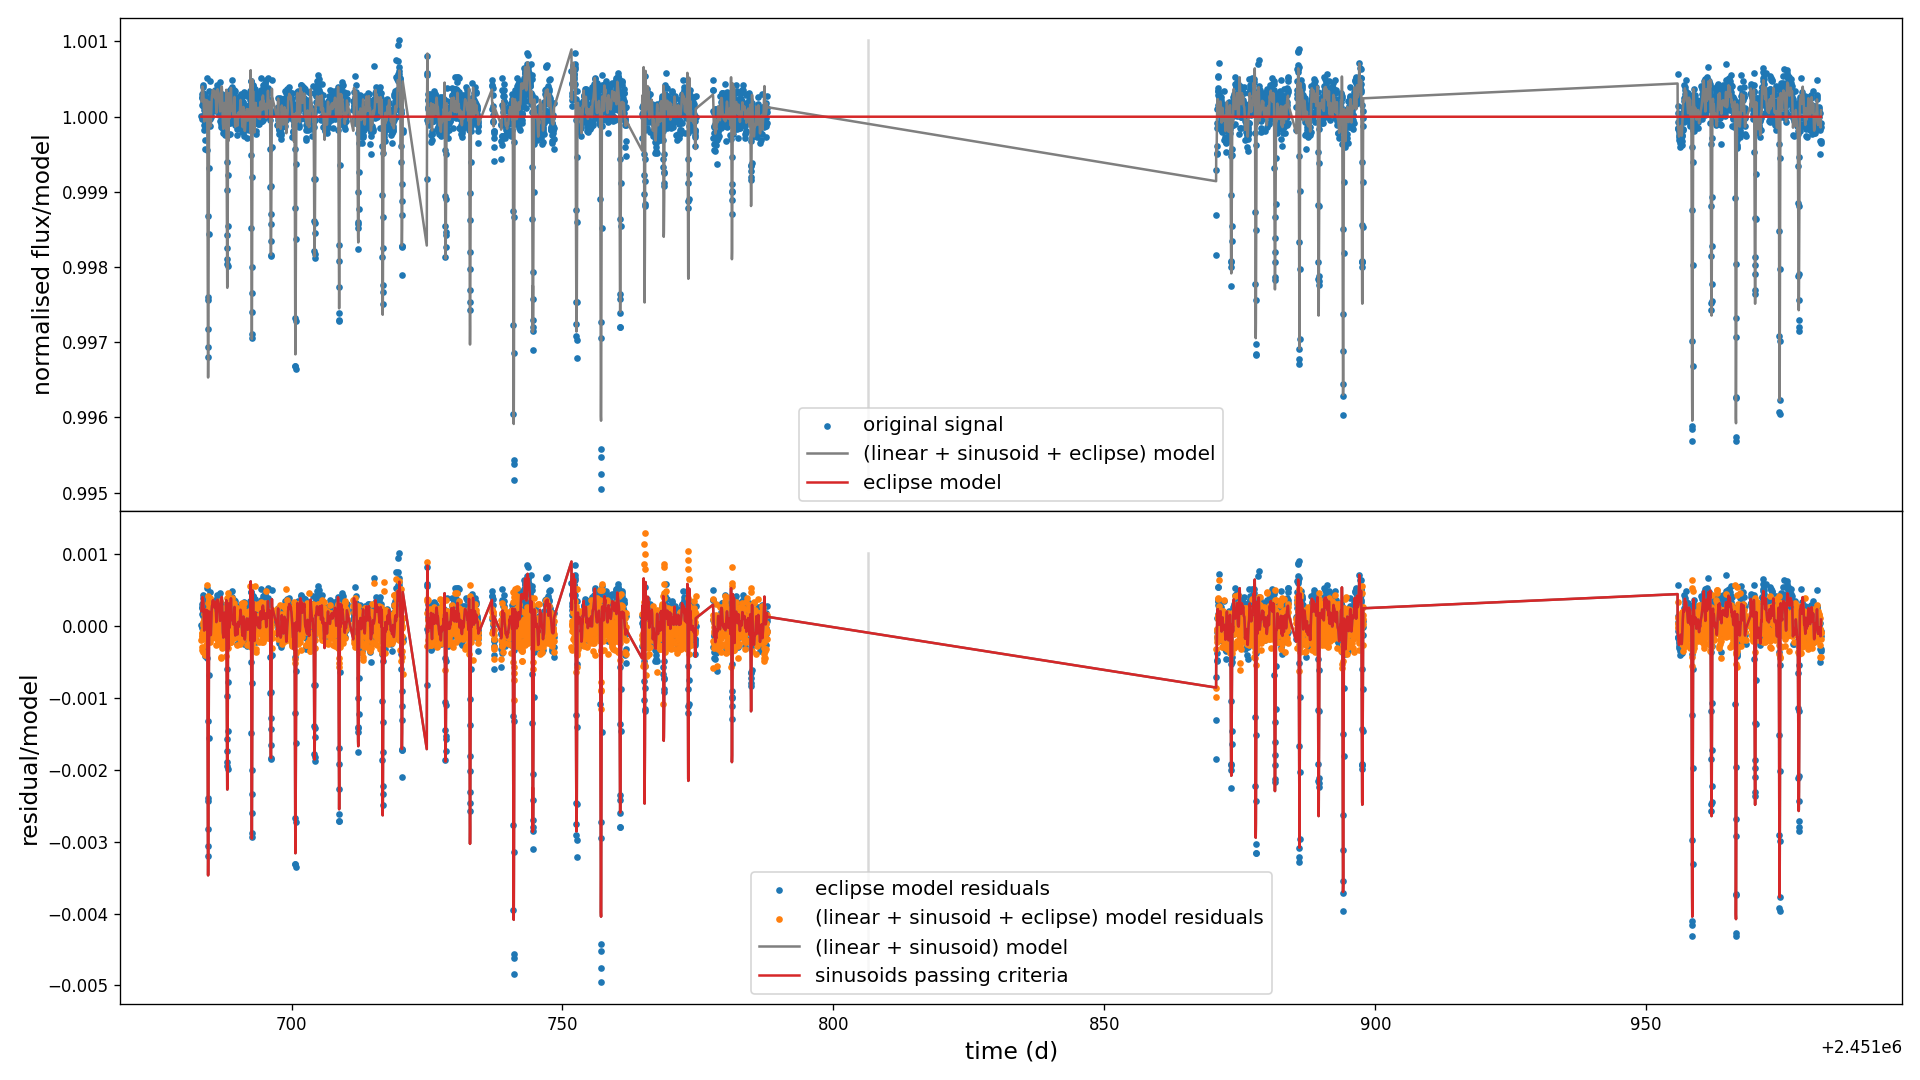 1.001
1.000
0.999
0.998
0.997
0.996
0.995
normalised flux/model
original signal
(linear + sinusoid + eclipse) model
eclipse model
0.001
0.000
−0.001
−0.002
−0.003
−0.004
−0.005
residual/model
eclipse model residuals
(linear + sinusoid + eclipse) model residuals
(linear + sinusoid) model
sinusoids passing criteria
700 750 800 850 900 950
time (d)
+2.451e6